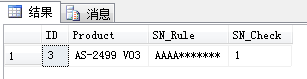 结果 消息
ID Product SN_Rule SN_Check
1 3 AS-2499 V03 AAAA******* 1